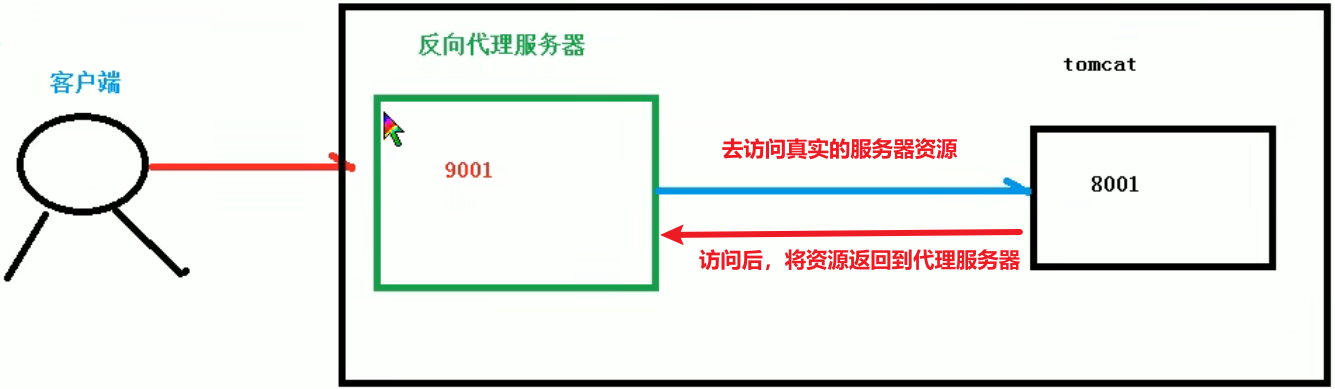 反向代理服务器
客户端
tomcat
9001
去访问真实的服务器资源
8001
访问后，将资源返回到代理服务器